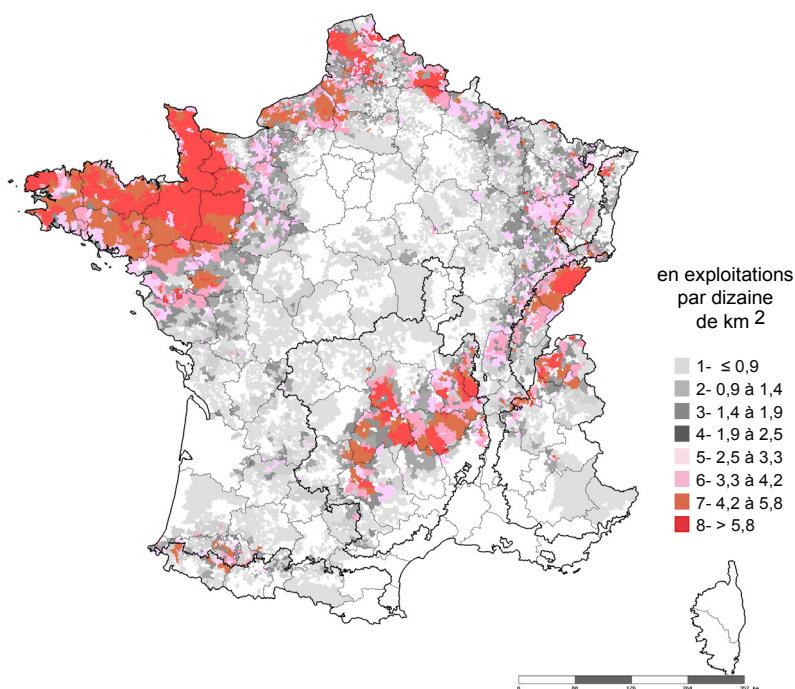 en exploitations
par dizaine
de km 2
1- ≤ 0,9
2- 0,9 à 1,4
3- 1,4 à 1,9
4- 1,9 à 2,5
5- 2,5 à 3,3
6- 3,3 à 4,2
7- 4,2 à 5,8
8- > 5,8